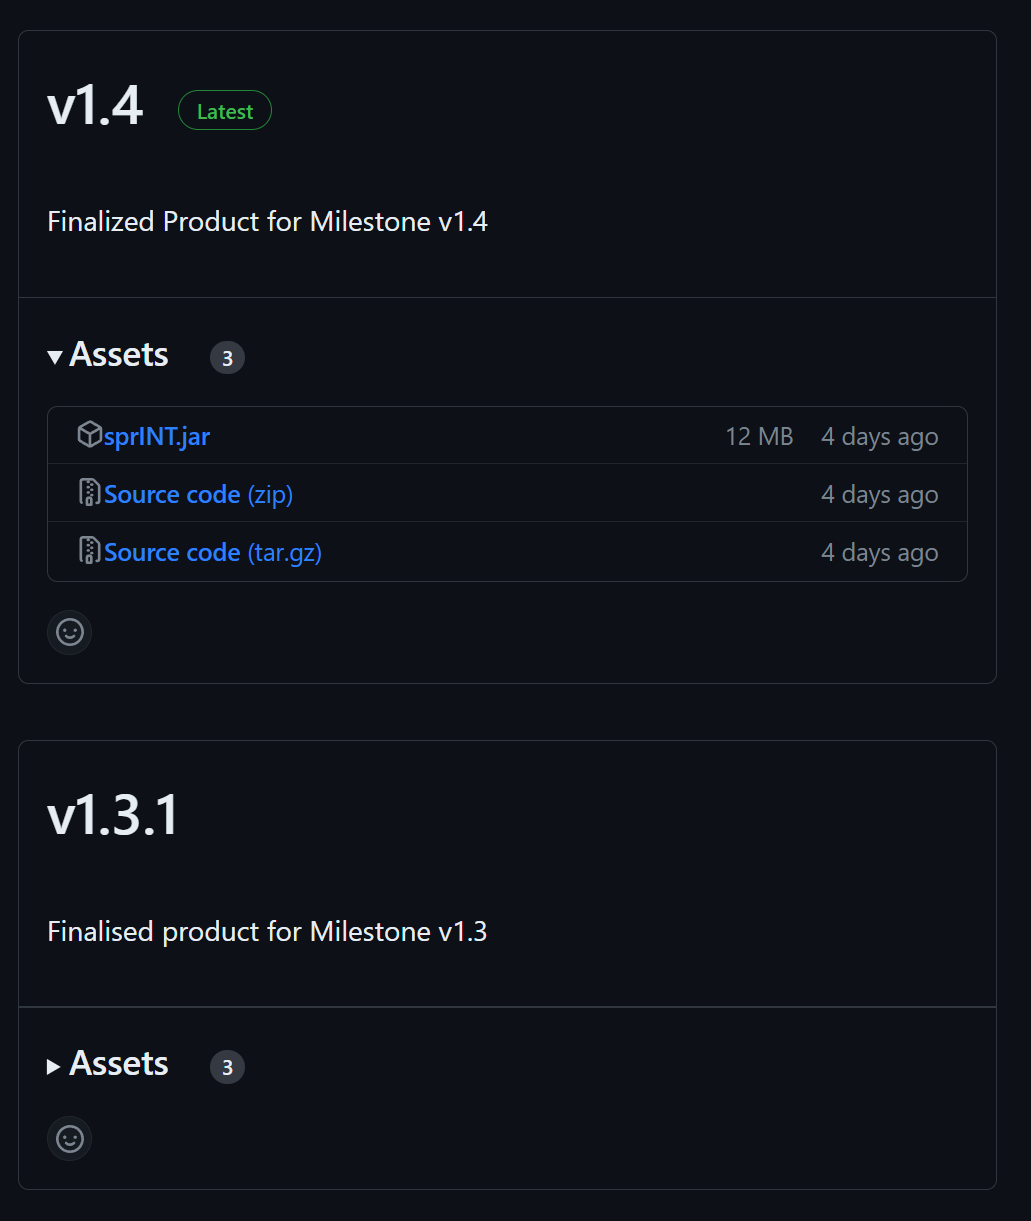 v1.4 Latest
Finalized Product for Milestone v1.4
Assets 3
sprINT.jar 12 MB 4 days ago
Source code (zip) 4 days ago
Source code (tar.gz) 4 days ago
v1.3.1
Finalised product for Milestone v1.3
Assets 3